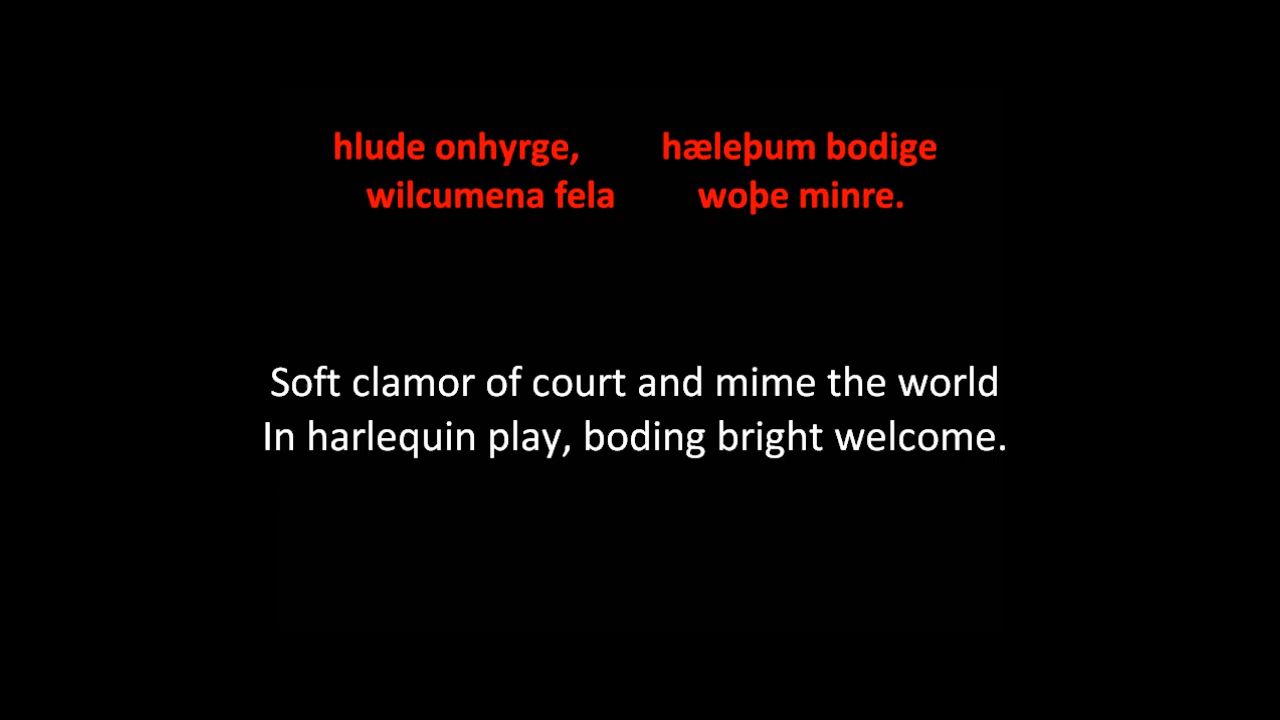 hlude onhyrge, hæleþum bodige
wilcumena fela woþe minre.
Soft clamor of court and mime the world
In harlequin play, boding bright welcome.